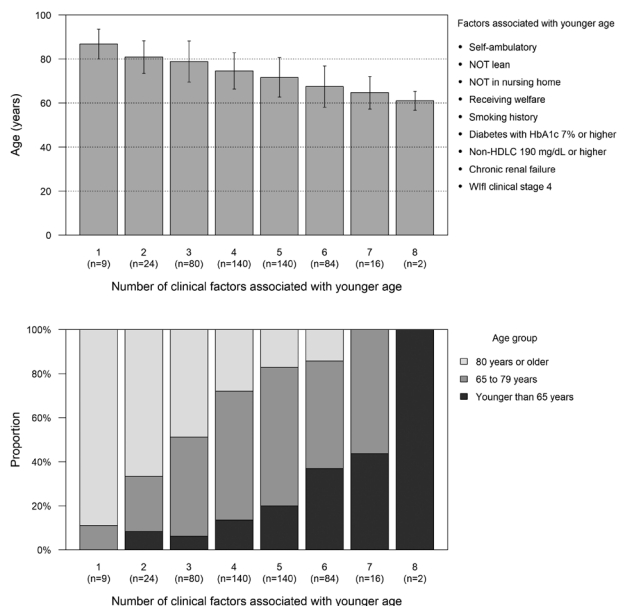 100
80
60
40
20
0
Age (years)
1 2 3 4 5 6 7 8
(n=9) (n=24) (n=80) (n=140) (n=140) (n=84) (n=16) (n=2)
Number of clinical factors associated with younger age
Factors associated with younger age
• Self-ambulatory
• NOT lean
• NOT in nursing home
• Receiving welfare
• Smoking history
• Diabetes with HbA1c 7% or higher
• Non-HDLC 190 mg/dL or higher
• Chronic renal failure
• WIfI clinical stage 4
100%
80%
60%
40%
20%
0%
Proportion
1 2 3 4 5 6 7 8
(n=9) (n=24) (n=80) (n=140) (n=140) (n=84) (n=16) (n=2)
Number of clinical factors associated with younger age
Age group
80 years or older
65 to 79 years
Younger than 65 years